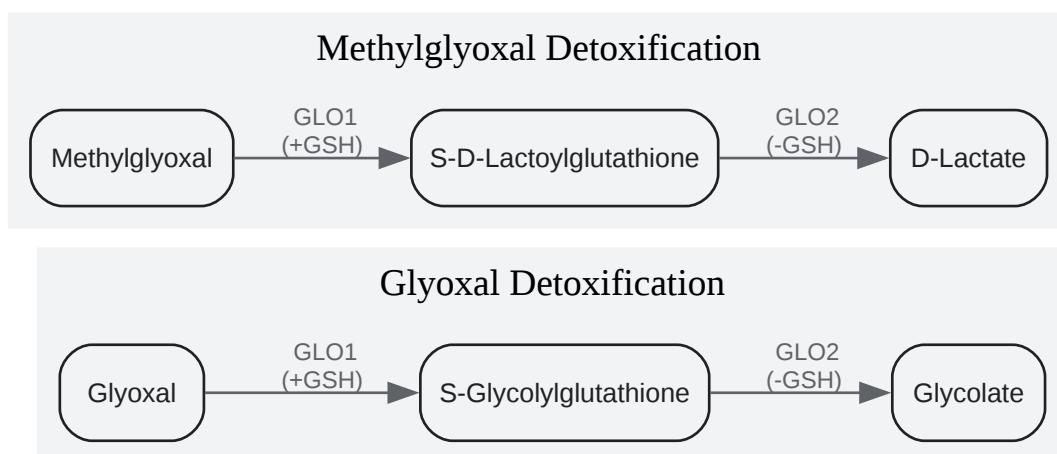 Methylglyoxal Detoxification
GLO1
(+GSH)
GLO2
(-GSH)
Methylglyoxal
S-D-Lactoylglutathione
D-Lactate
Glyoxal Detoxification
GLO1
(+GSH)
GLO2
(-GSH)
Glyoxal
S-Glycolylglutathione
Glycolate